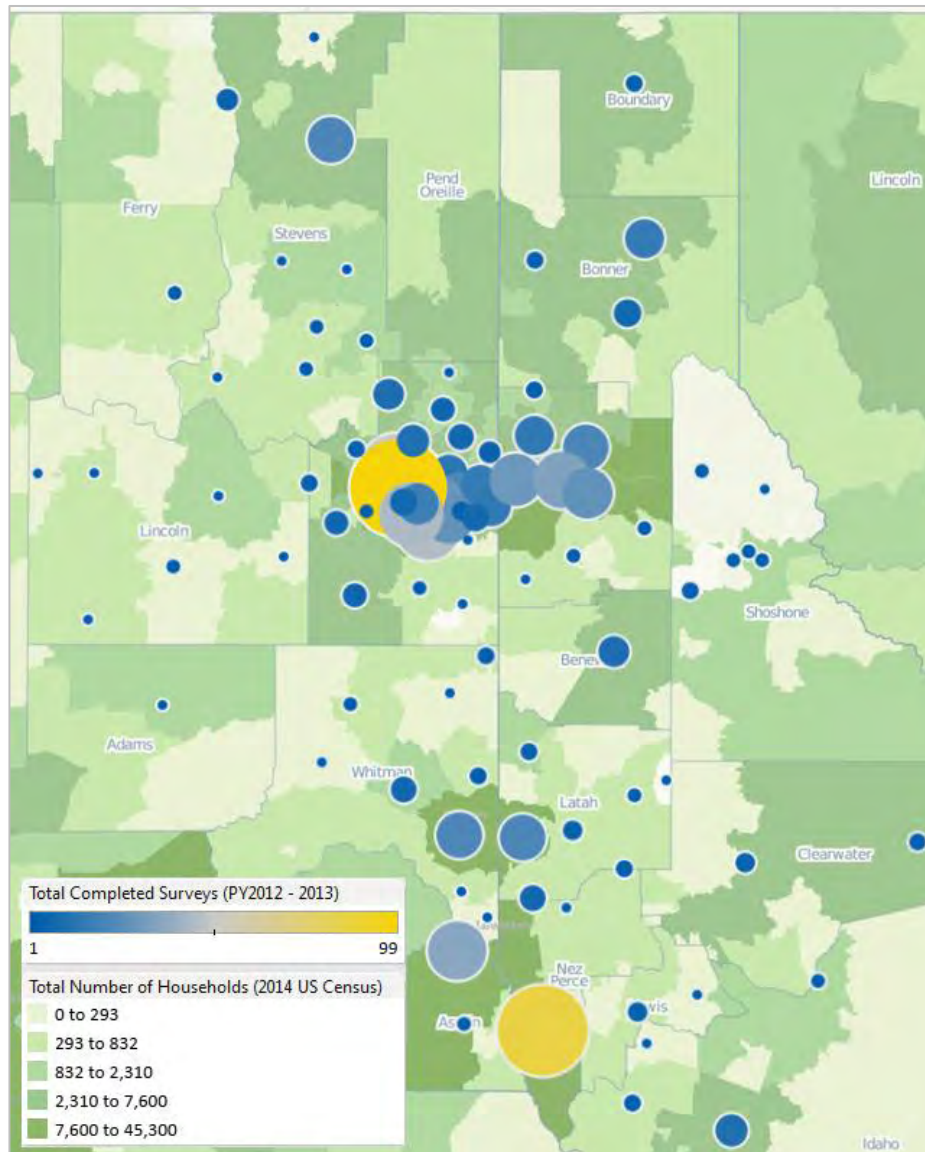 Boundary
Pend
Oreille
Lincoln
Ferry
Stevens
Bonner
Lincoln
Shoshone
Adams
Whitman
Latah
Clearwater
Nez
Perce
Idaho
Total Completed Surveys (PY2012 - 2013)
1 99
Total Number of Households (2014 US Census)
0 to 293
293 to 832
832 to 2,310
2,310 to 7,600
7,600 to 45,300